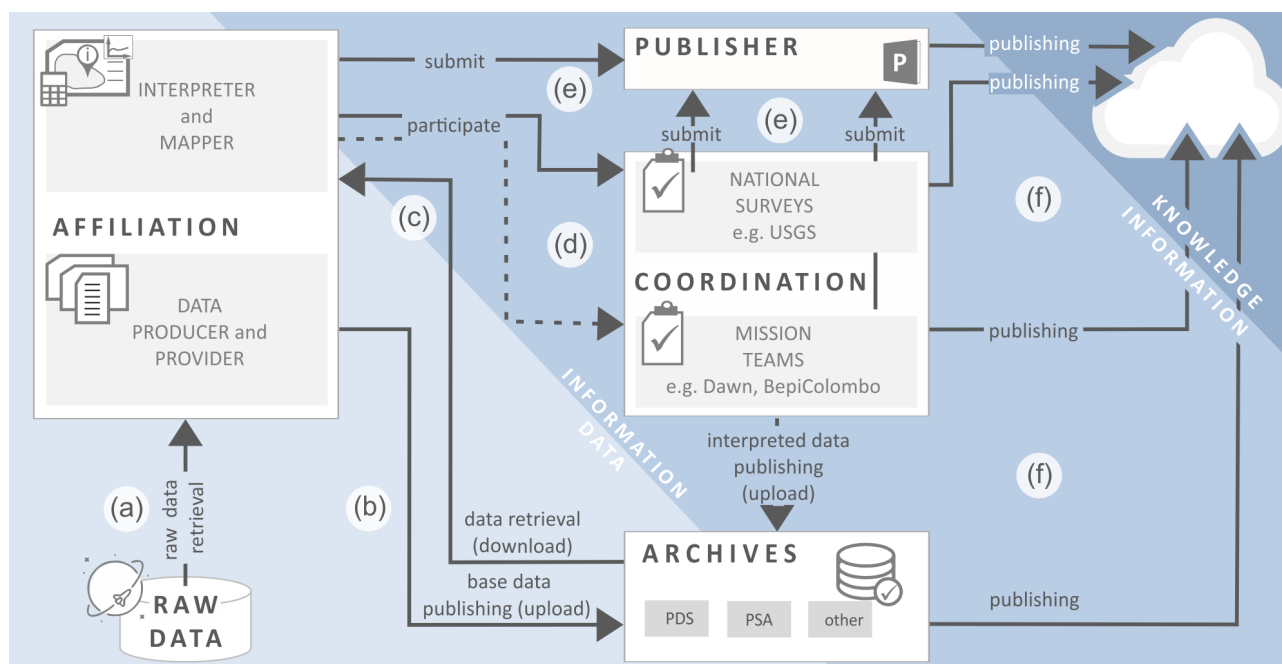 INTERPRETER
and
MAPPER
AFFILIATION
DATA
PRODUCER and
PROVIDER
(a)
raw data
retrieval
RAW
DATA
submit
(e)
participate
(c)
(d)
(b)
data retrieval
(download)
base data
publishing (upload)
PUBLISHER
P
submit
(e)
submit
NATIONAL
SURVEYS
e.g. USGS
COORDINATION
MISSION
TEAMS
e.g. Dawn, BepiColombo
INFORMATION
DATA
interpreted data
publishing
(upload)
ARCHIVES
PDS
PSA
other
publishing
publishing
(f)
KNOWLEDGE
INFORMATION
publishing
(f)
publishing
i